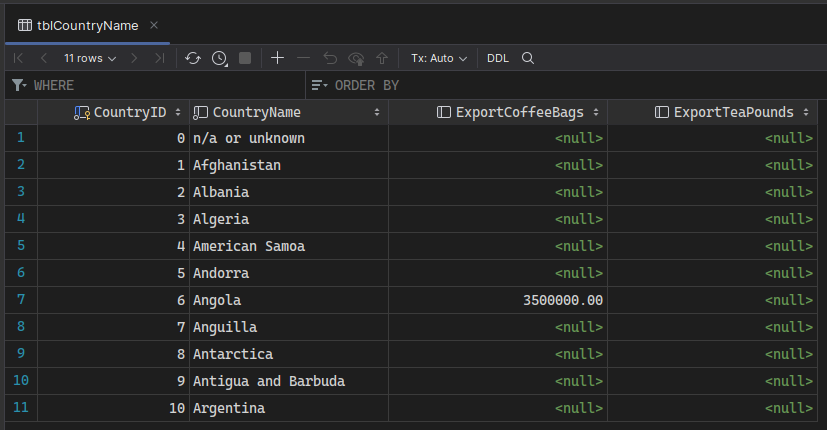 tblCountryName
11 rows Tx: Auto DDL
WHERE ORDER BY
CountryID CountryName ExportCoffeeBags ExportTeaPounds
1 0 n/a or unknown <null> <null>
2 1 Afghanistan <null> <null>
3 2 Albania <null> <null>
4 3 Algeria <null> <null>
5 4 American Samoa <null> <null>
6 5 Andorra <null> <null>
7 6 Angola 3500000.00 <null>
8 7 Anguilla <null> <null>
9 8 Antarctica <null> <null>
10 9 Antigua and Barbuda <null> <null>
11 10 Argentina <null> <null>